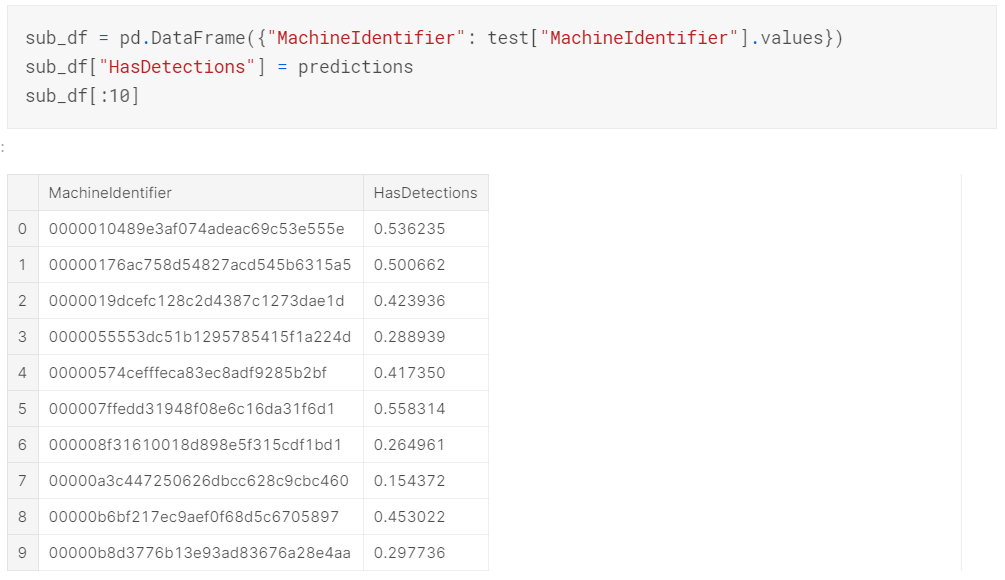 sub_df = pd.DataFrame({"MachineIdentifier": test["MachineIdentifier"].values})
sub_df["HasDetections"] = predictions
sub_df[:10]
:
MachineIdentifier HasDetections
0 0000010489e3af074adeac69c53e555e 0.536235
1 00000176ac758d54827acd545b6315a5 0.500662
2 0000019dcefc128c2d4387c1273dae1d 0.423936
3 0000055553dc51b1295785415f1a224d 0.288939
4 00000574cefffeca83ec8adf9285b2bf 0.417350
5 000007ffedd31948f08e6c16da31f6d1 0.558314
6 000008f31610018d898e5f315cdf1bd1 0.264961
7 00000a3c447250626dbcc628c9cbc460 0.154372
8 00000b6bf217ec9aef0f68d5c6705897 0.453022
9 00000b8d3776b13e93ad83676a28e4aa 0.297736